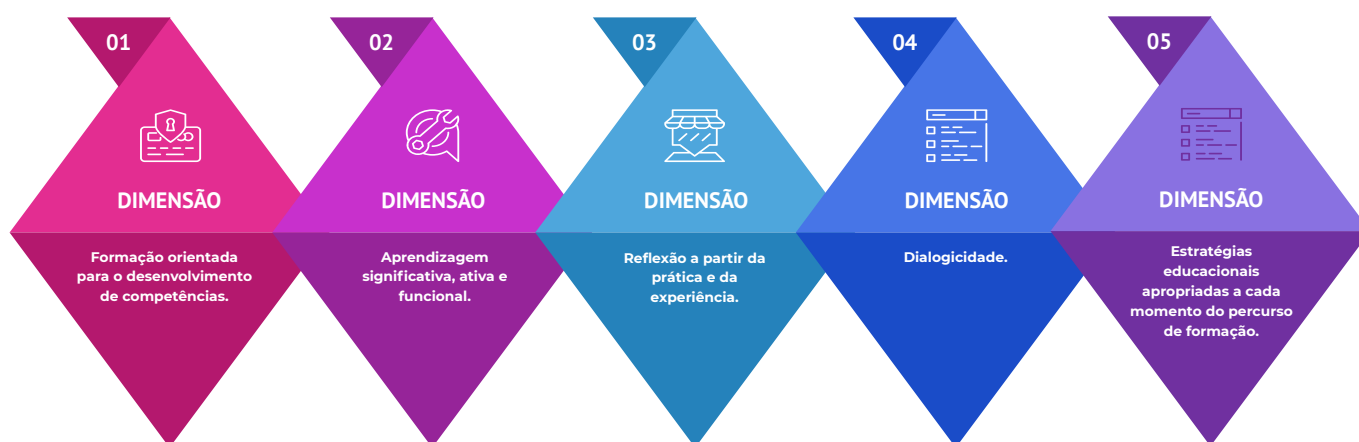 01
DIMENSÃO
Formação orientada
para o desenvolvimento
de competências.
02
DIMENSÃO
Aprendizagem
significativa, ativa e
funcional.
03
DIMENSÃO
Reflexão a partir da
prática e da
experiência.
04
DIMENSÃO
Dialogicidade.
05
DIMENSÃO
Estratégias
educacionais
apropriadas a cada
momento do percurso
de formação.